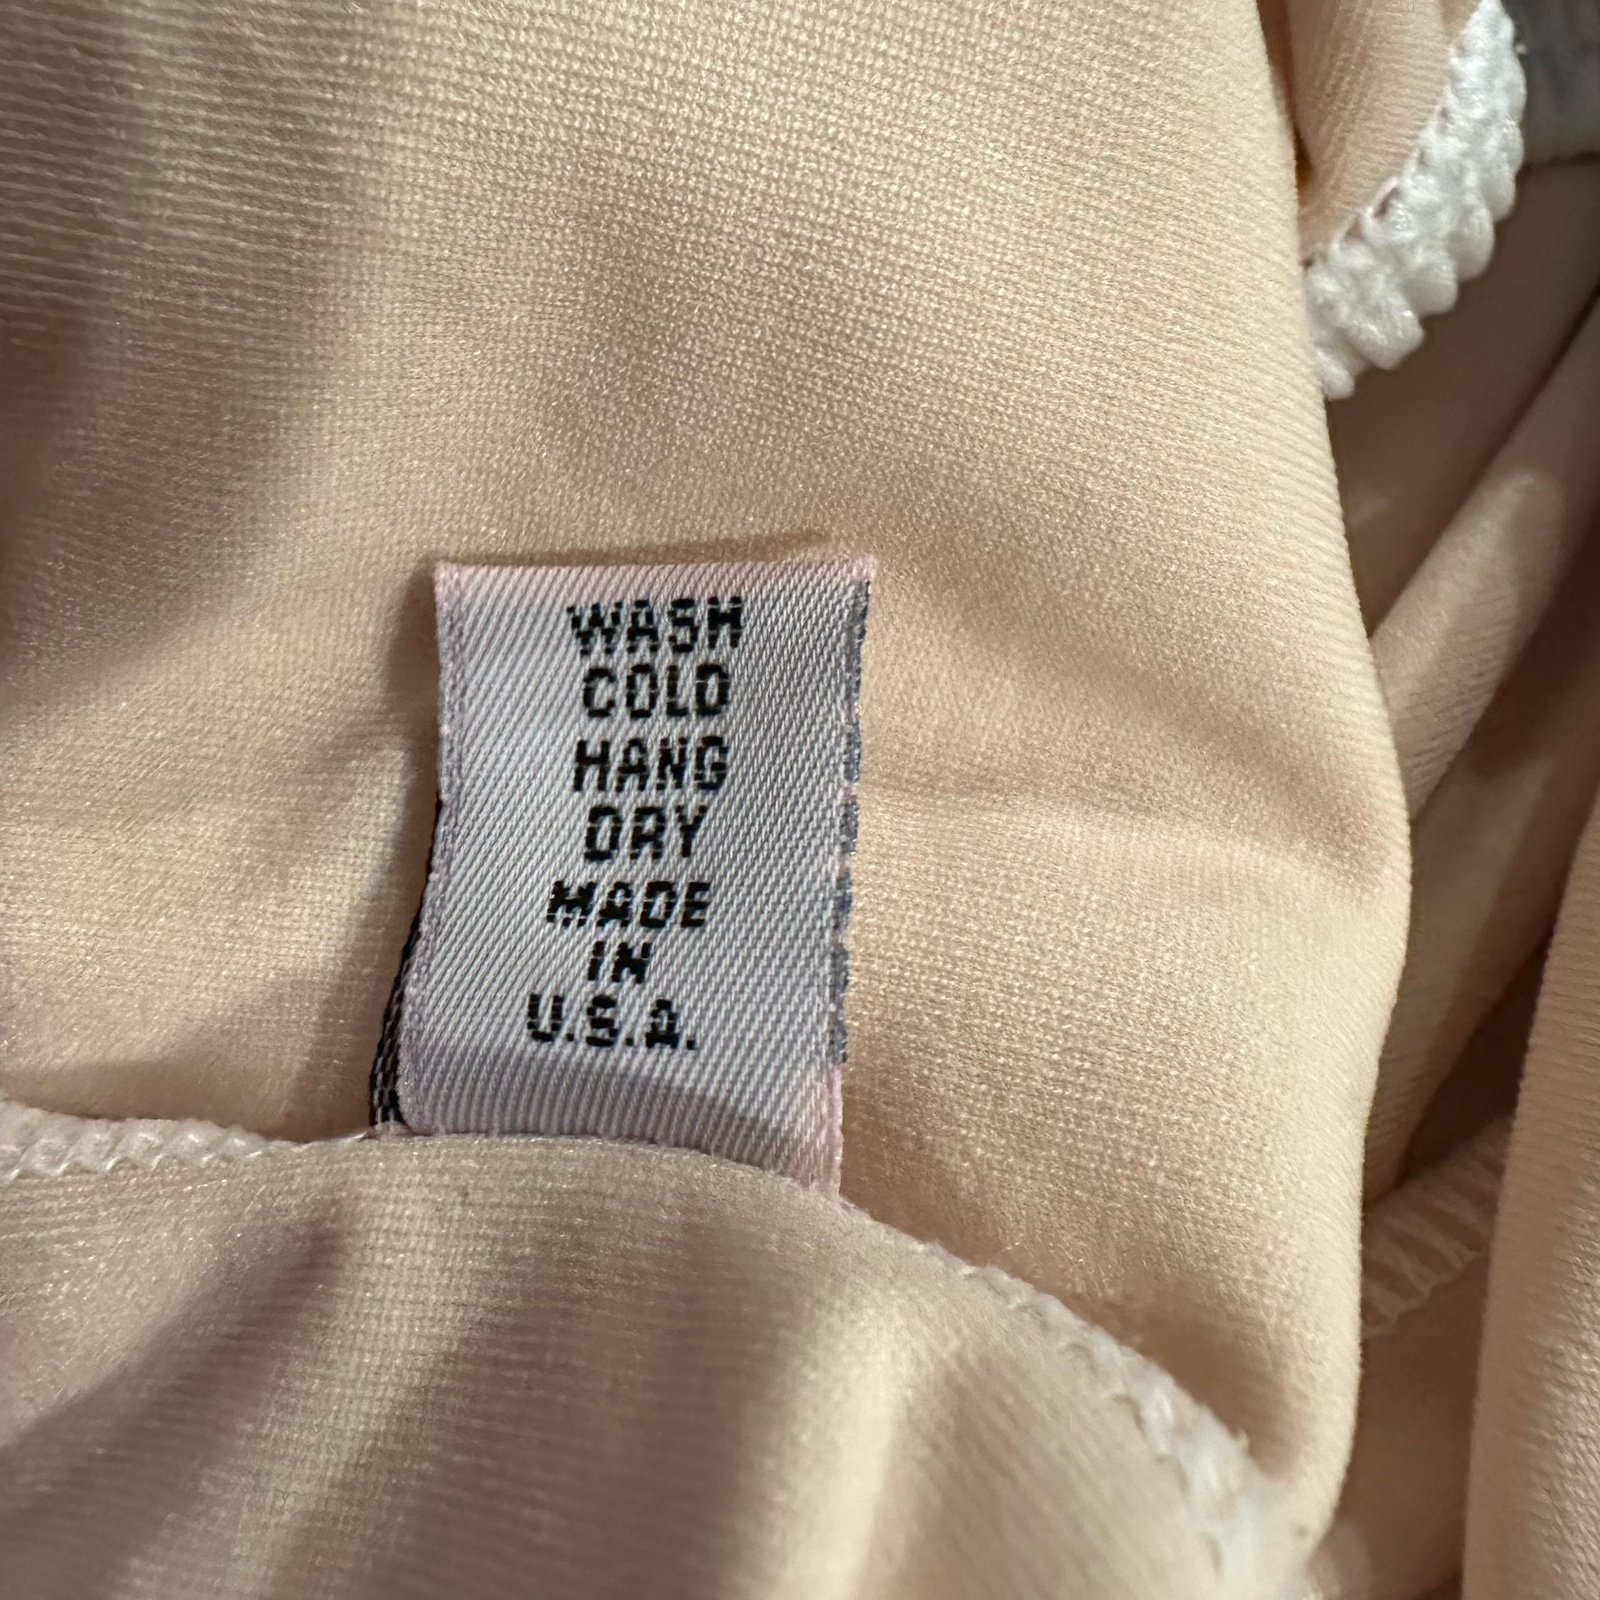 WASH
COLD
HANG
DRY
MADE
IN
U.S.A.